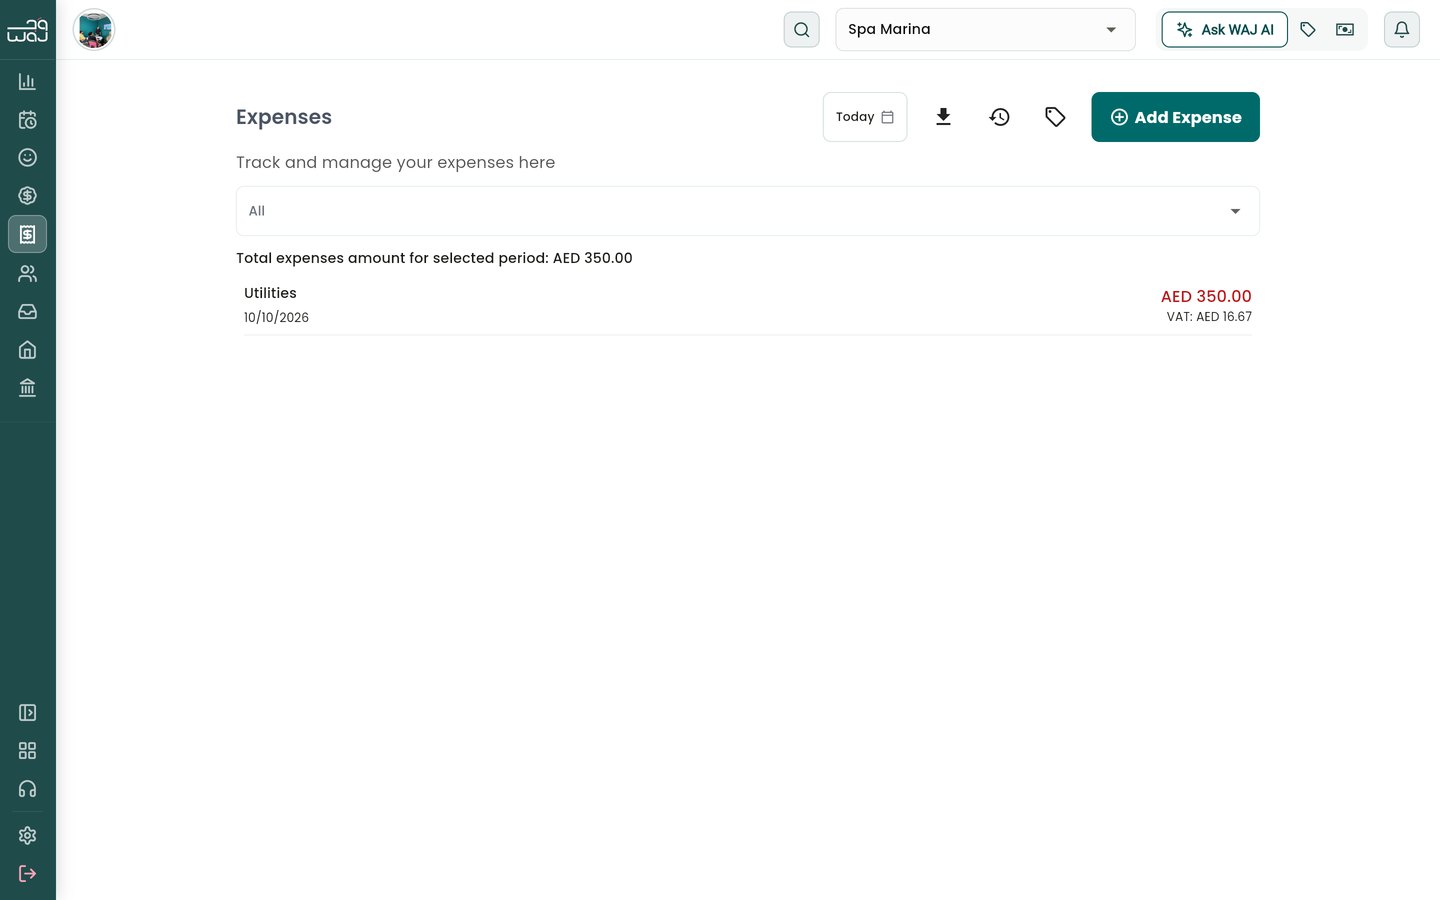 waj
Spa Marina
Ask WAJ AI
Expenses
Today
Add Expense
Track and manage your expenses here
All
Total expenses amount for selected period: AED 350.00
Utilities
AED 350.00
10/10/2026
VAT: AED 16.67